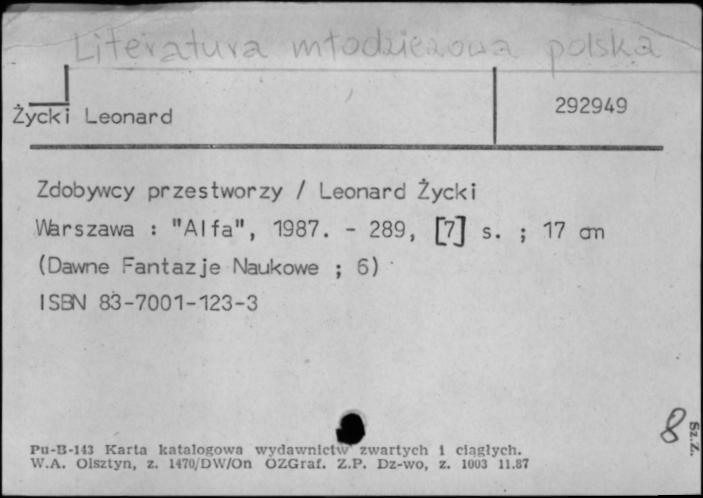 Literatura młodzieżowa polska
292949
Życki Leonard
Zdobywcy przestworzy / Leonard Życki
Warszawa : "Alfa", 1987. - 289, [7] s. ; 17 cm
(Dawne Fantazje Naukowe ; 6)
ISBN 83-7001-123-3
8
Sz.Z.
Pu-B-143 Karta katalogowa wydawnictw zwartych i ciągłych.
W.A. Olsztyn, z. 1470/DW/On OZGraf. Z.P. Dz-wo, z. 1003 11.87